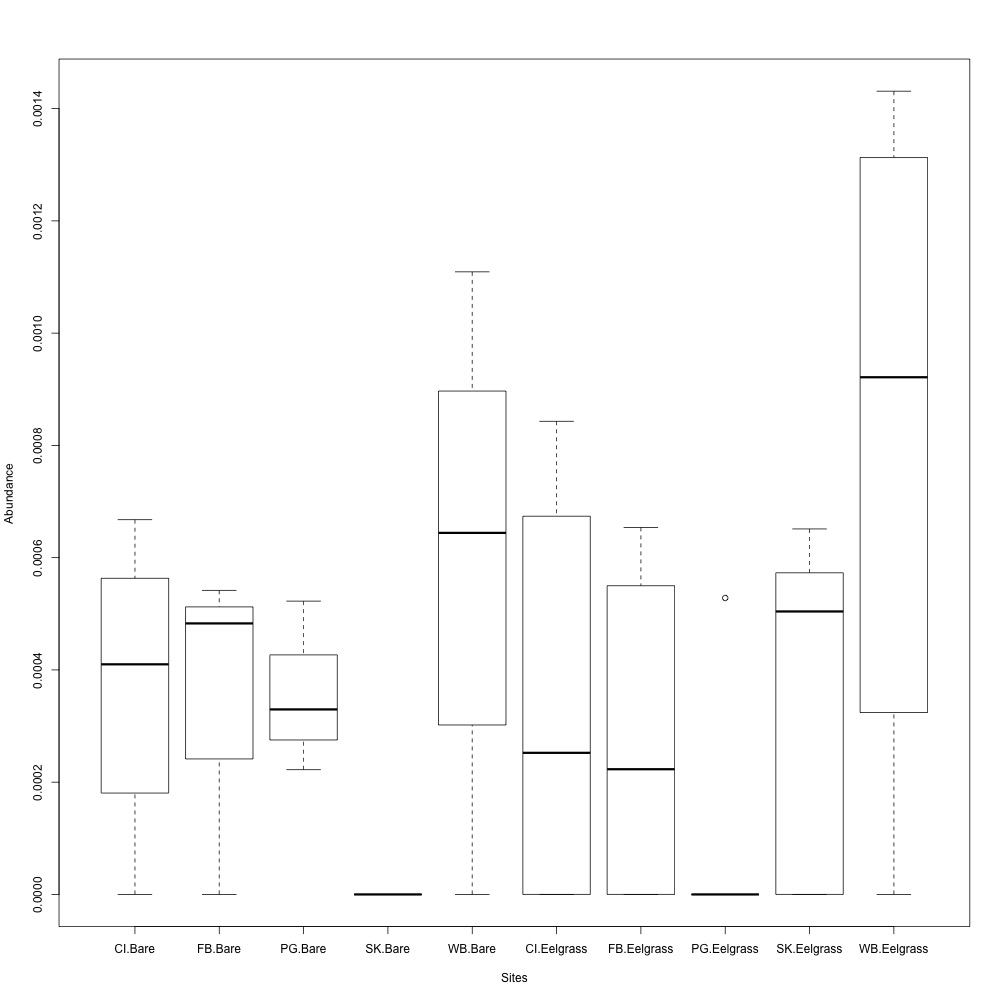 Abundance
0.0014
0.0012
0.0010
0.0008
0.0006
0.0004
0.0002
0.0000
CI.Bare FB.Bare PG.Bare SK.Bare WB.Bare CI.Eelgrass FB.Eelgrass PG.Eelgrass SK.Eelgrass WB.Eelgrass
Sites